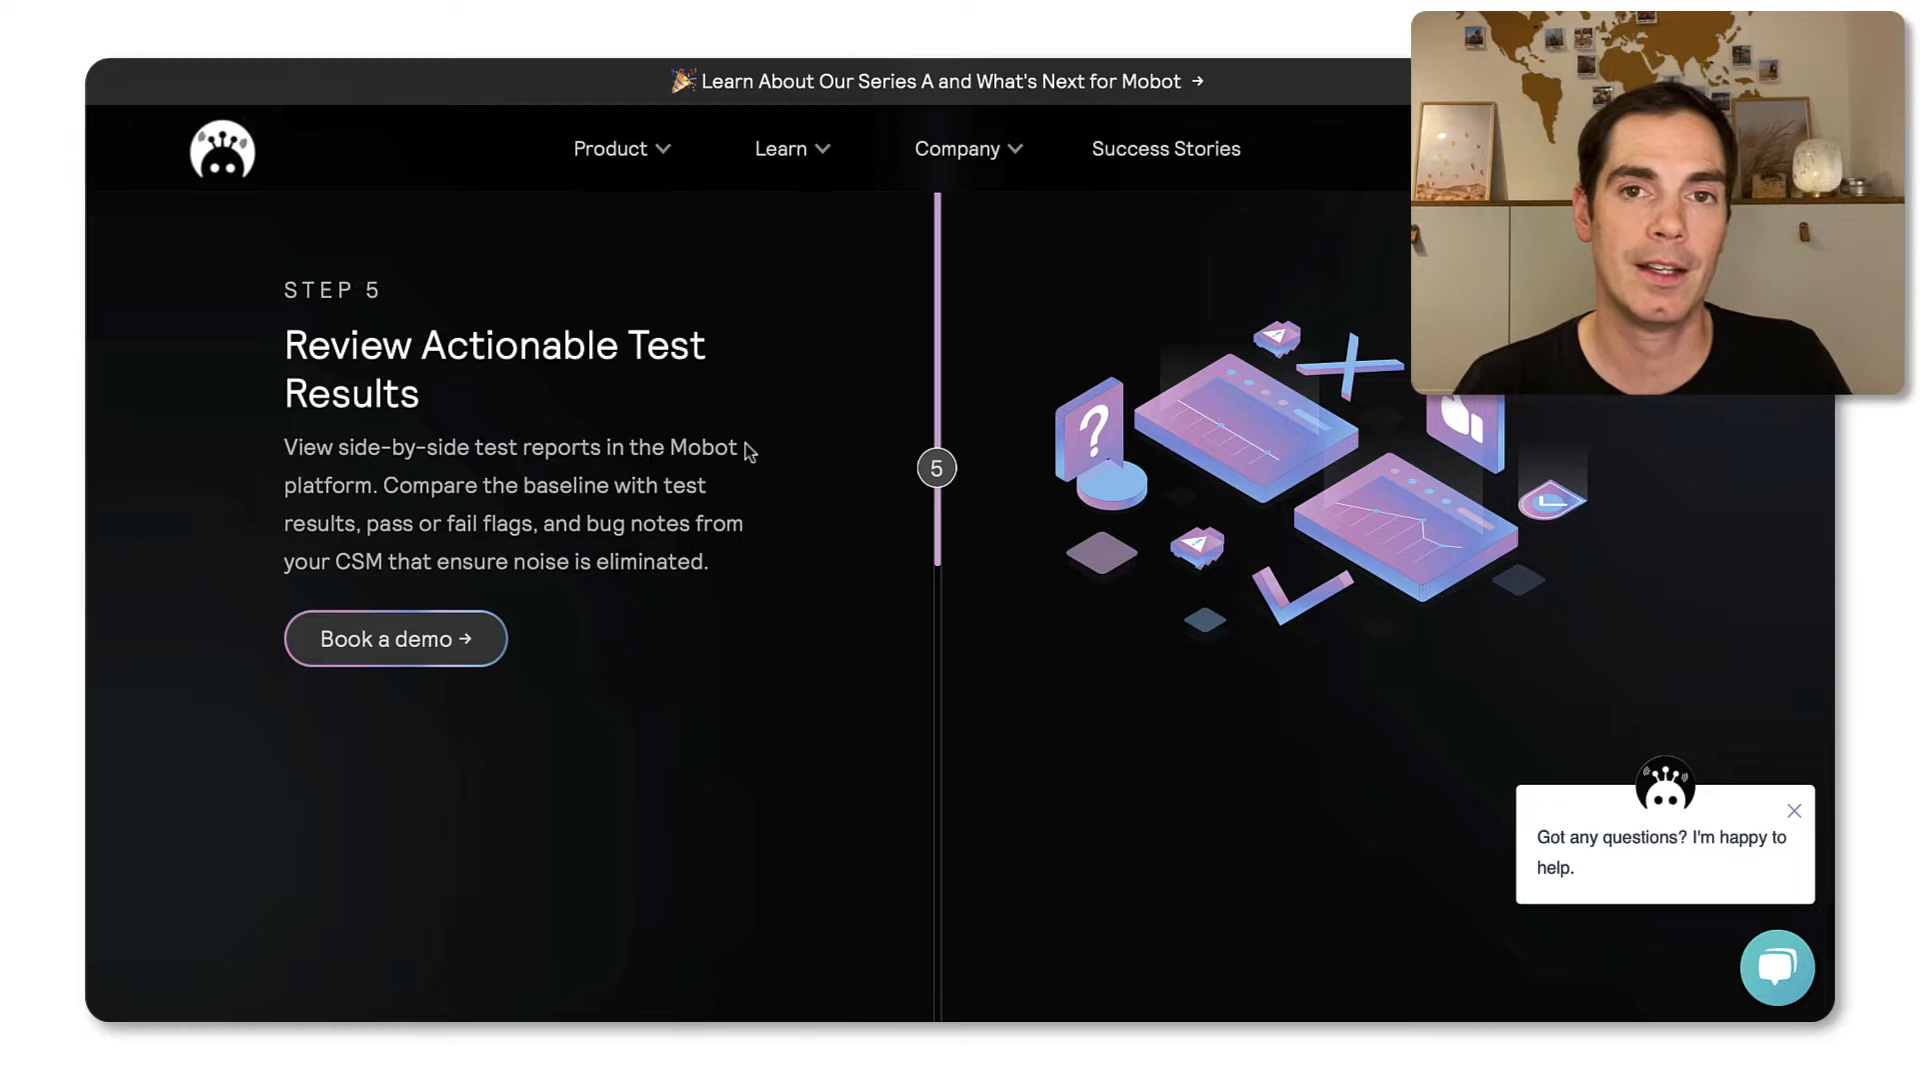 🎉 Learn About Our Series A and What's Next for Mobot →
Product
Learn
Company
Success Stories
STEP 5
Review Actionable Test
Results
View side-by-side test reports in the Mobot
platform. Compare the baseline with test
results, pass or fail flags, and bug notes from
your CSM that ensure noise is eliminated.
Book a demo →
5
?
Got any questions? I'm happy to
help.